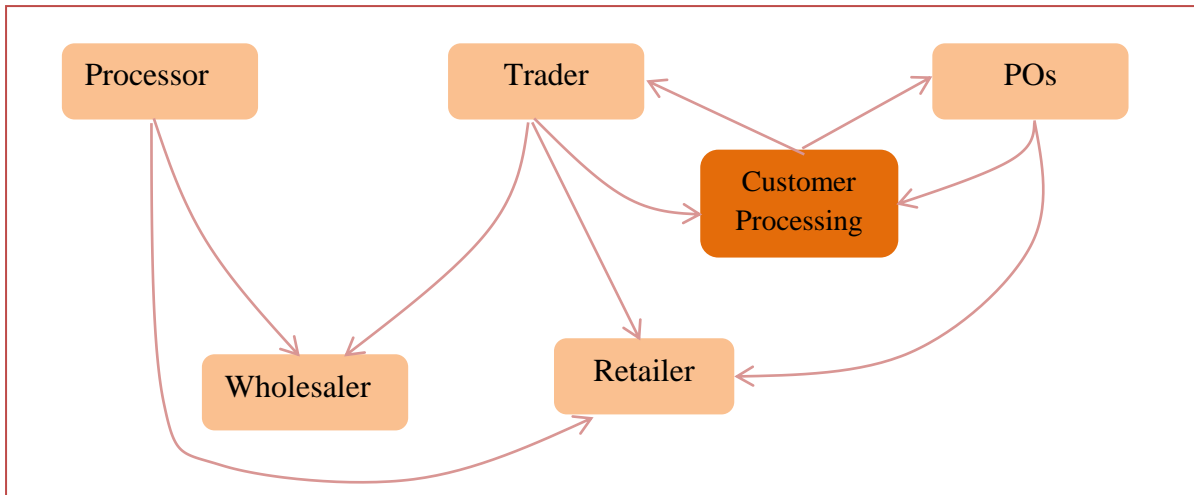 Processor
Trader
POs
Customer
Processing
Wholesaler
Retailer